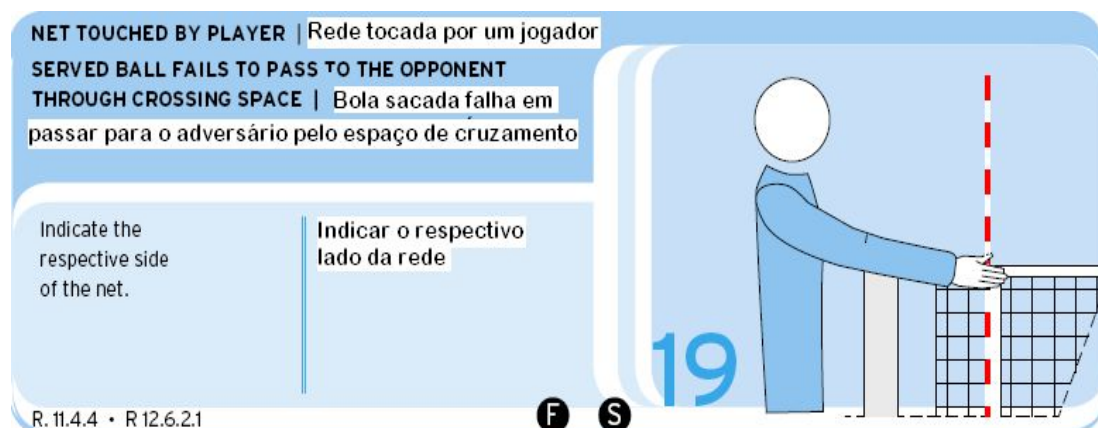 NET TOUCHED BY PLAYER | Rede tocada por um jogador
SERVED BALL FAILS TO PASS TO THE OPPONENT
THROUGH CROSSING SPACE | Bola sacada falha em
passar para o adversário pelo espaço de cruzamento
Indicate the
respective side
of the net.
Indicar o respectivo
lado da rede
19
R. 11.4.4 • R 12.6.2.1
F S